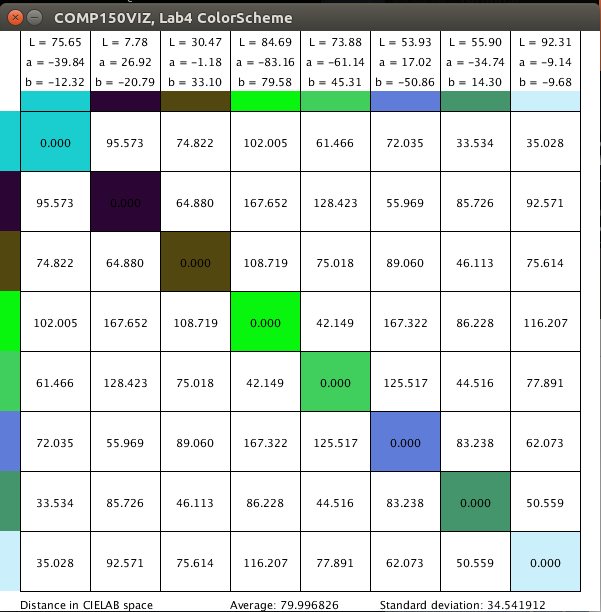 COMP150VIZ, Lab4 ColorScheme
L = 75.65 L = 7.78 L = 30.47 L = 84.69 L = 73.88 L = 53.93 L = 55.90 L = 92.31
a = -39.84 a = 26.92 a = -1.18 a = -83.16 a = -61.14 a = 17.02 a = -34.74 a = -9.14
b = -12.32 b = -20.79 b = 33.10 b = 79.58 b = 45.31 b = -50.86 b = 14.30 b = -9.68
0.000 95.573 74.822 102.005 61.466 72.035 33.534 35.028
95.573 0.000 64.880 167.652 128.423 55.969 85.726 92.571
74.822 64.880 0.000 108.719 75.018 89.060 46.113 75.614
102.005 167.652 108.719 0.000 42.149 167.322 86.228 116.207
61.466 128.423 75.018 42.149 0.000 125.517 44.516 77.891
72.035 55.969 89.060 167.322 125.517 0.000 83.238 62.073
33.534 85.726 46.113 86.228 44.516 83.238 0.000 50.559
35.028 92.571 75.614 116.207 77.891 62.073 50.559 0.000
Distance in CIELAB space Average: 79.996826 Standard deviation: 34.541912